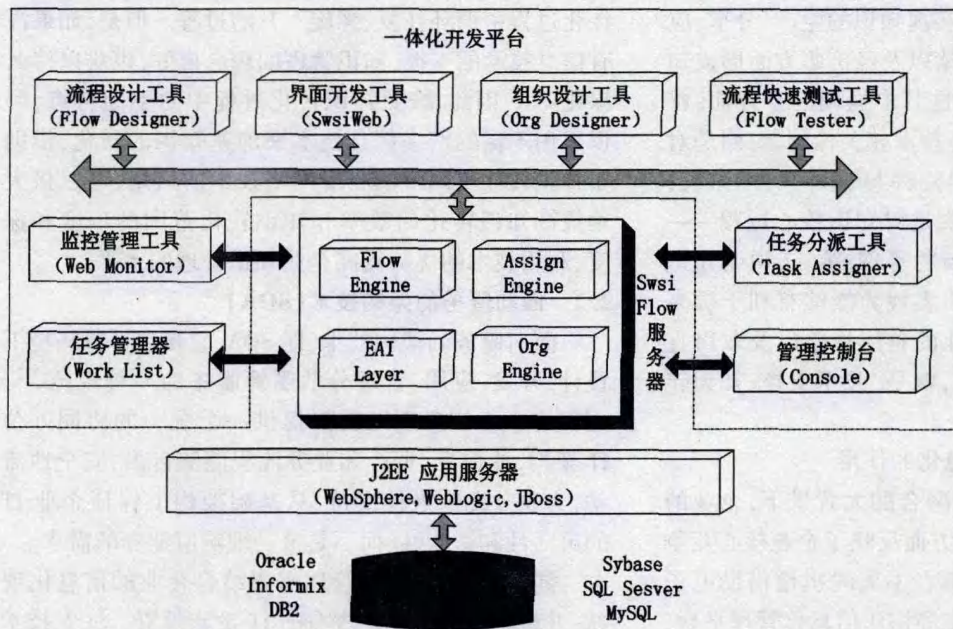 一体化开发平台
流程设计工具
(Flow Designer)
界面开发工具
(SwsiWeb)
组织设计工具
(Org Designer)
流程快速测试工具
(Flow Tester)
监控管理工具
(Web Monitor)
Flow
Engine
Assign
Engine
Swsi
Flow
服务器
任务分派工具
(Task Assigner)
任务管理器
(Work List)
EAI
Layer
Org
Engine
管理控制台
(Console)
J2EE 应用服务器
(WebSphere,WebLogic,JBoss)
Oracle
Informix
DB2
Sybase
SQL Sesver
MySQL